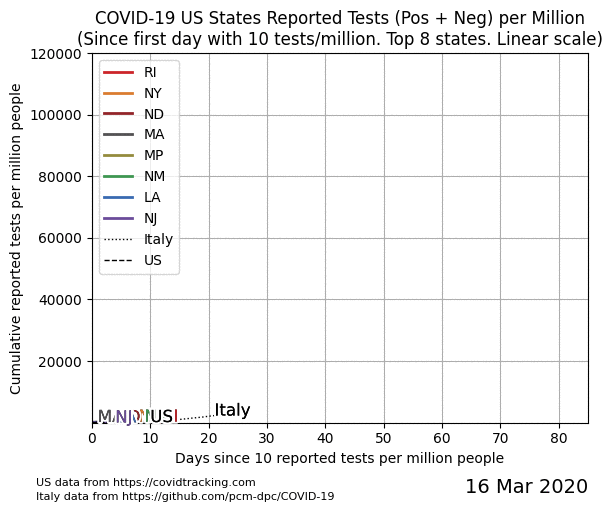 COVID-19 US States Reported Tests (Pos + Neg) per Million
(Since first day with 10 tests/million. Top 8 states. Linear scale)
Cumulative reported tests per million people
120000
100000
80000
60000
40000
20000
RI
NY
ND
MA
MP
NM
LA
NJ
Italy
US
NJ
US
Italy
0
10
20
30
40
50
60
70
80
Days since 10 reported tests per million people
US data from https://covidtracking.com
Italy data from https://github.com/pcm-dpc/COVID-19
16 Mar 2020